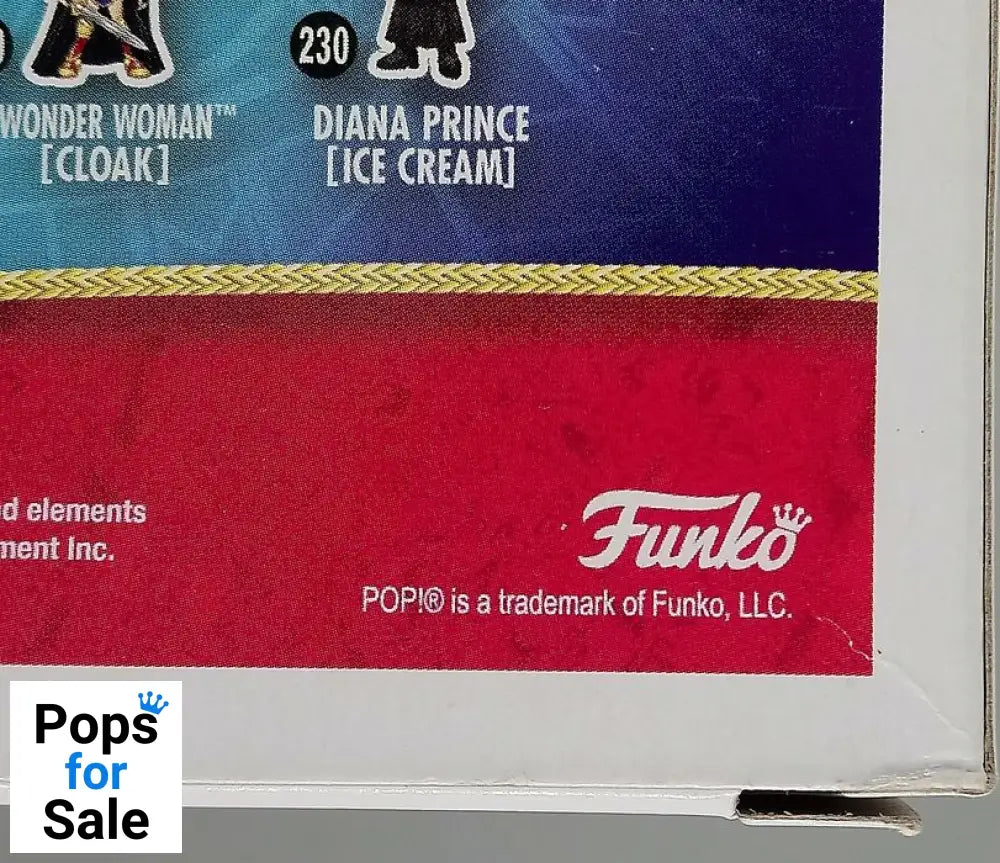 230
WONDER WOMAN™
[CLOAK]
DIANA PRINCE
[ICE CREAM]
elements
Inc.
Funko
POP!® is a trademark of Funko, LLC.
Pops
for
Sale